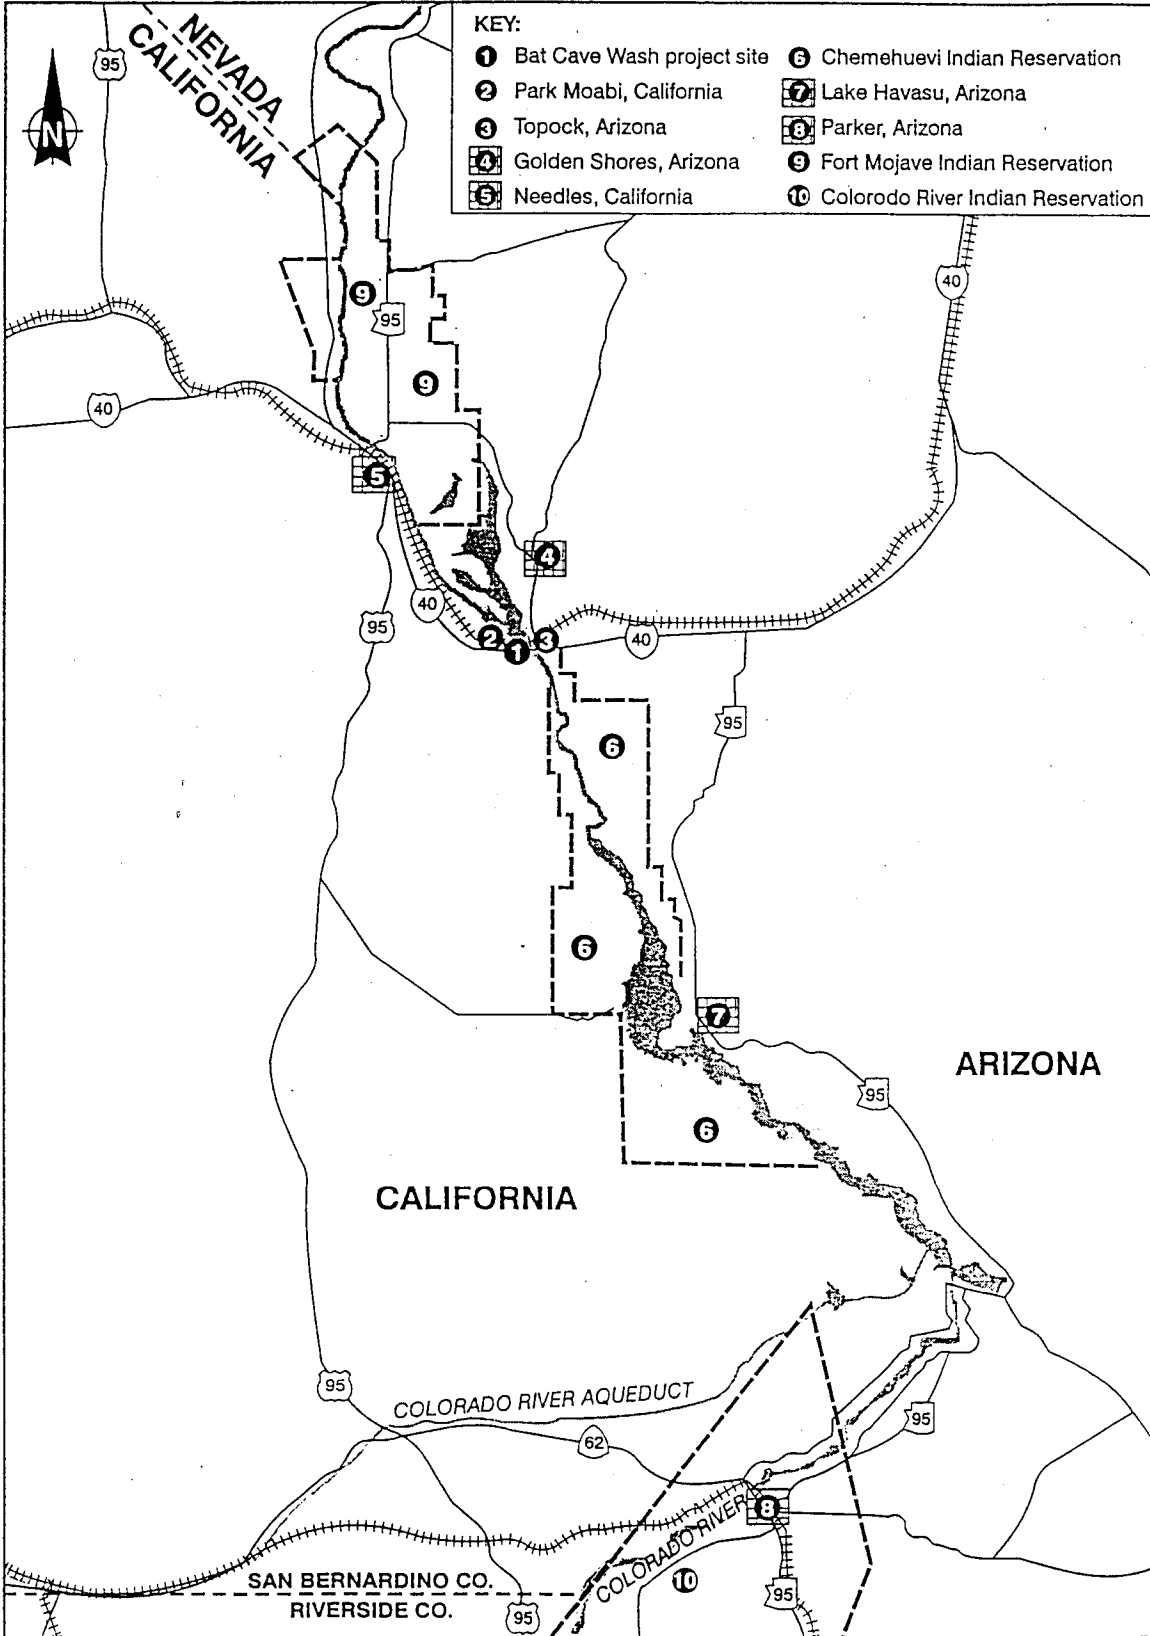 KEY:
1 Bat Cave Wash project site
2 Park Moabi, California
3 Topock, Arizona
4 Golden Shores, Arizona
5 Needles, California
6 Chemehuevi Indian Reservation
7 Lake Havasu, Arizona
8 Parker, Arizona
9 Fort Mojave Indian Reservation
10 Colorodo River Indian Reservation
NEVADA
CALIFORNIA
95
N
40
9
95
9
40
5
4
40
95
2
1
3
40
95
6
6
7
ARIZONA
95
6
CALIFORNIA
95
COLORADO RIVER AQUEDUCT
95
62
8
COLORADO RIVER
10
SAN BERNARDINO CO.
RIVERSIDE CO.
95
95